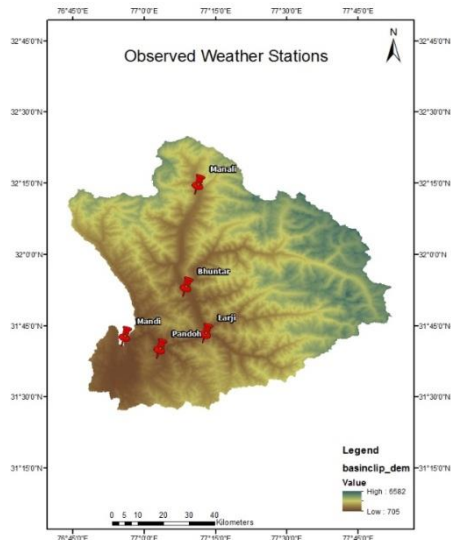 76°45'0"E 77°0'0"E 77°15'0"E 77°30'0"E 77°45'0"E
Observed Weather Stations
N
32°45'0"N 32°45'0"N
32°30'0"N 32°30'0"N
Manali
32°15'0"N 32°15'0"N
32°0'0"N 32°0'0"N
Bhuntar
Mandi
Larji
Pandoh
31°45'0"N 31°45'0"N
31°30'0"N 31°30'0"N
Legend
basinclip_dem
31°15'0"N 31°15'0"N
Value
High : 6582
Low : 705
0 5 10 20 30 40
Kilometers
76°45'0"E 77°0'0"E 77°15'0"E 77°30'0"E 77°45'0"E